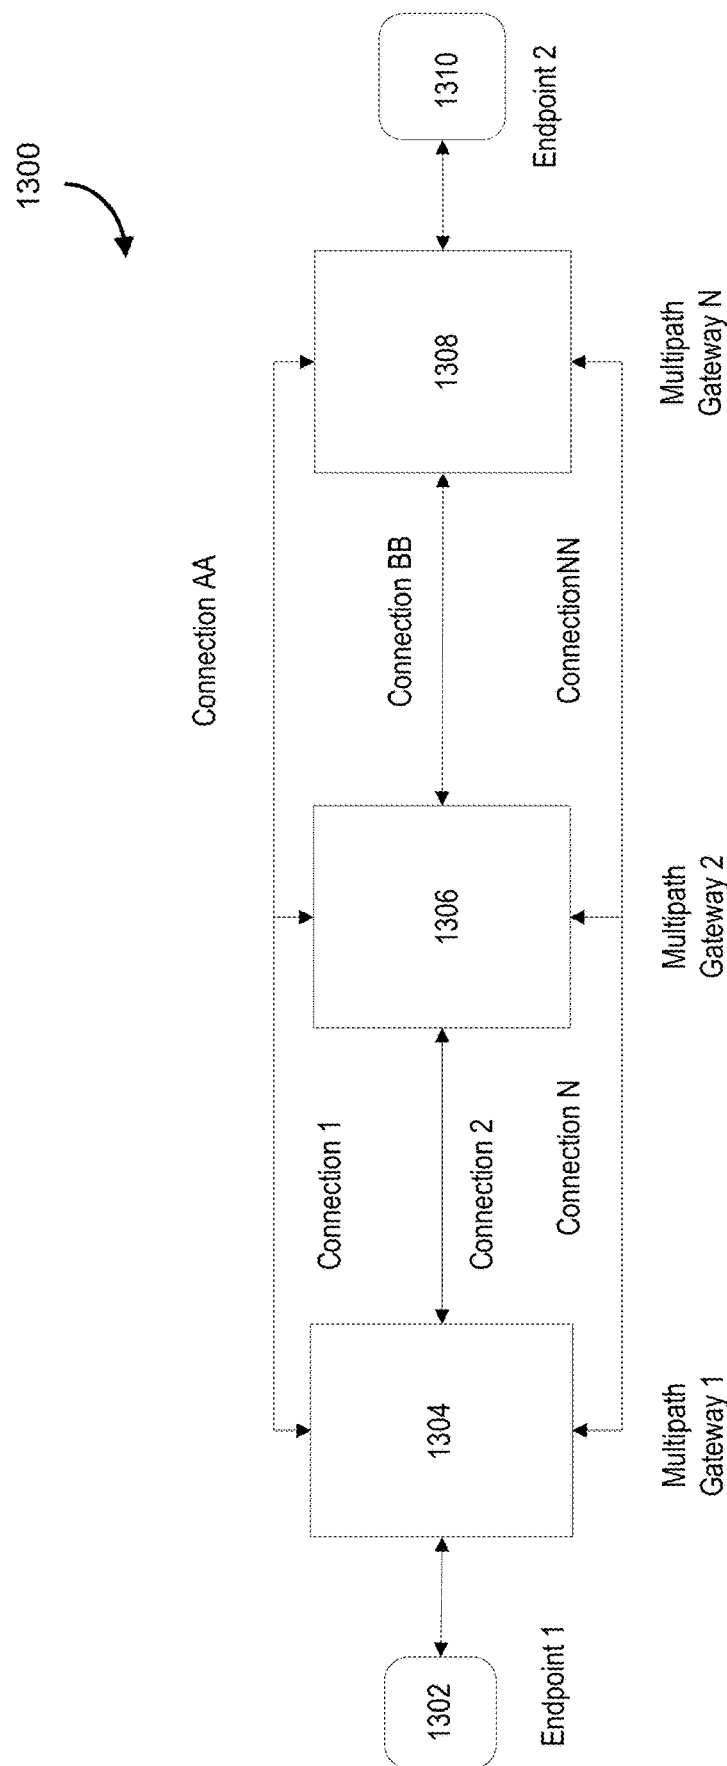 1300
Connection AA
Connection 1
Connection BB
Connection 2
ConnectionNN
Connection N
1302
1304
1306
1308
1310
Endpoint 1
Endpoint 2
Multipath
Gateway 1
Multipath
Gateway 2
Multipath
Gateway N